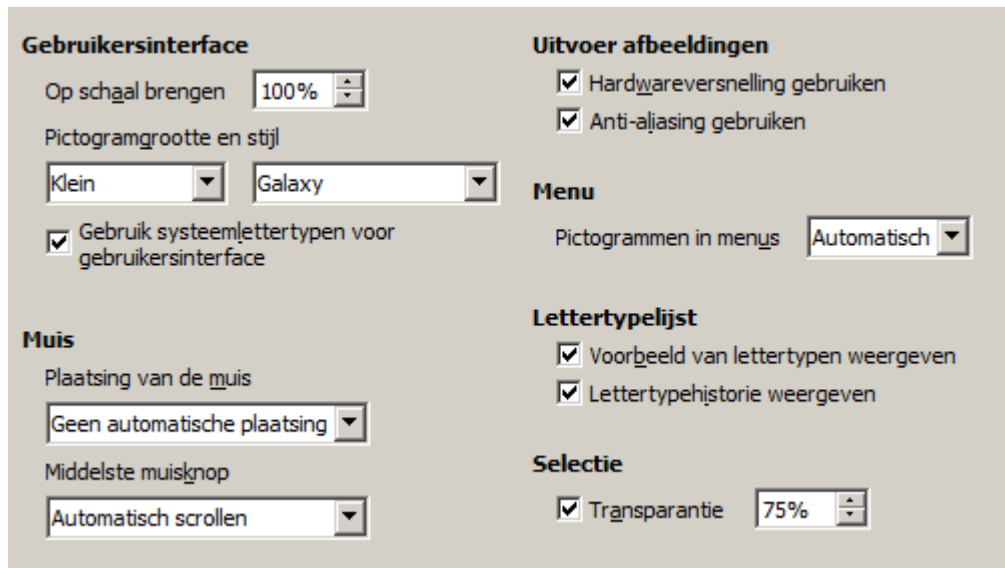 Gebruikersinterface
Op schaal brengen 100%
Pictogramgrootte en stijl
Klein Galaxy
Gebruik systeemlettertypen voor
gebruikersinterface
Muis
Plaatsing van de muis
Geen automatische plaatsing
Middelste muisknop
Automatisch scrollen
Uitvoer afbeeldingen
Hardwareversnelling gebruiken
Anti-aliasing gebruiken
Menu
Pictogrammen in menus Automatisch
Lettertypelijst
Voorbeeld van lettertypen weergeven
Lettertypehistorie weergeven
Selectie
Transparantie 75%